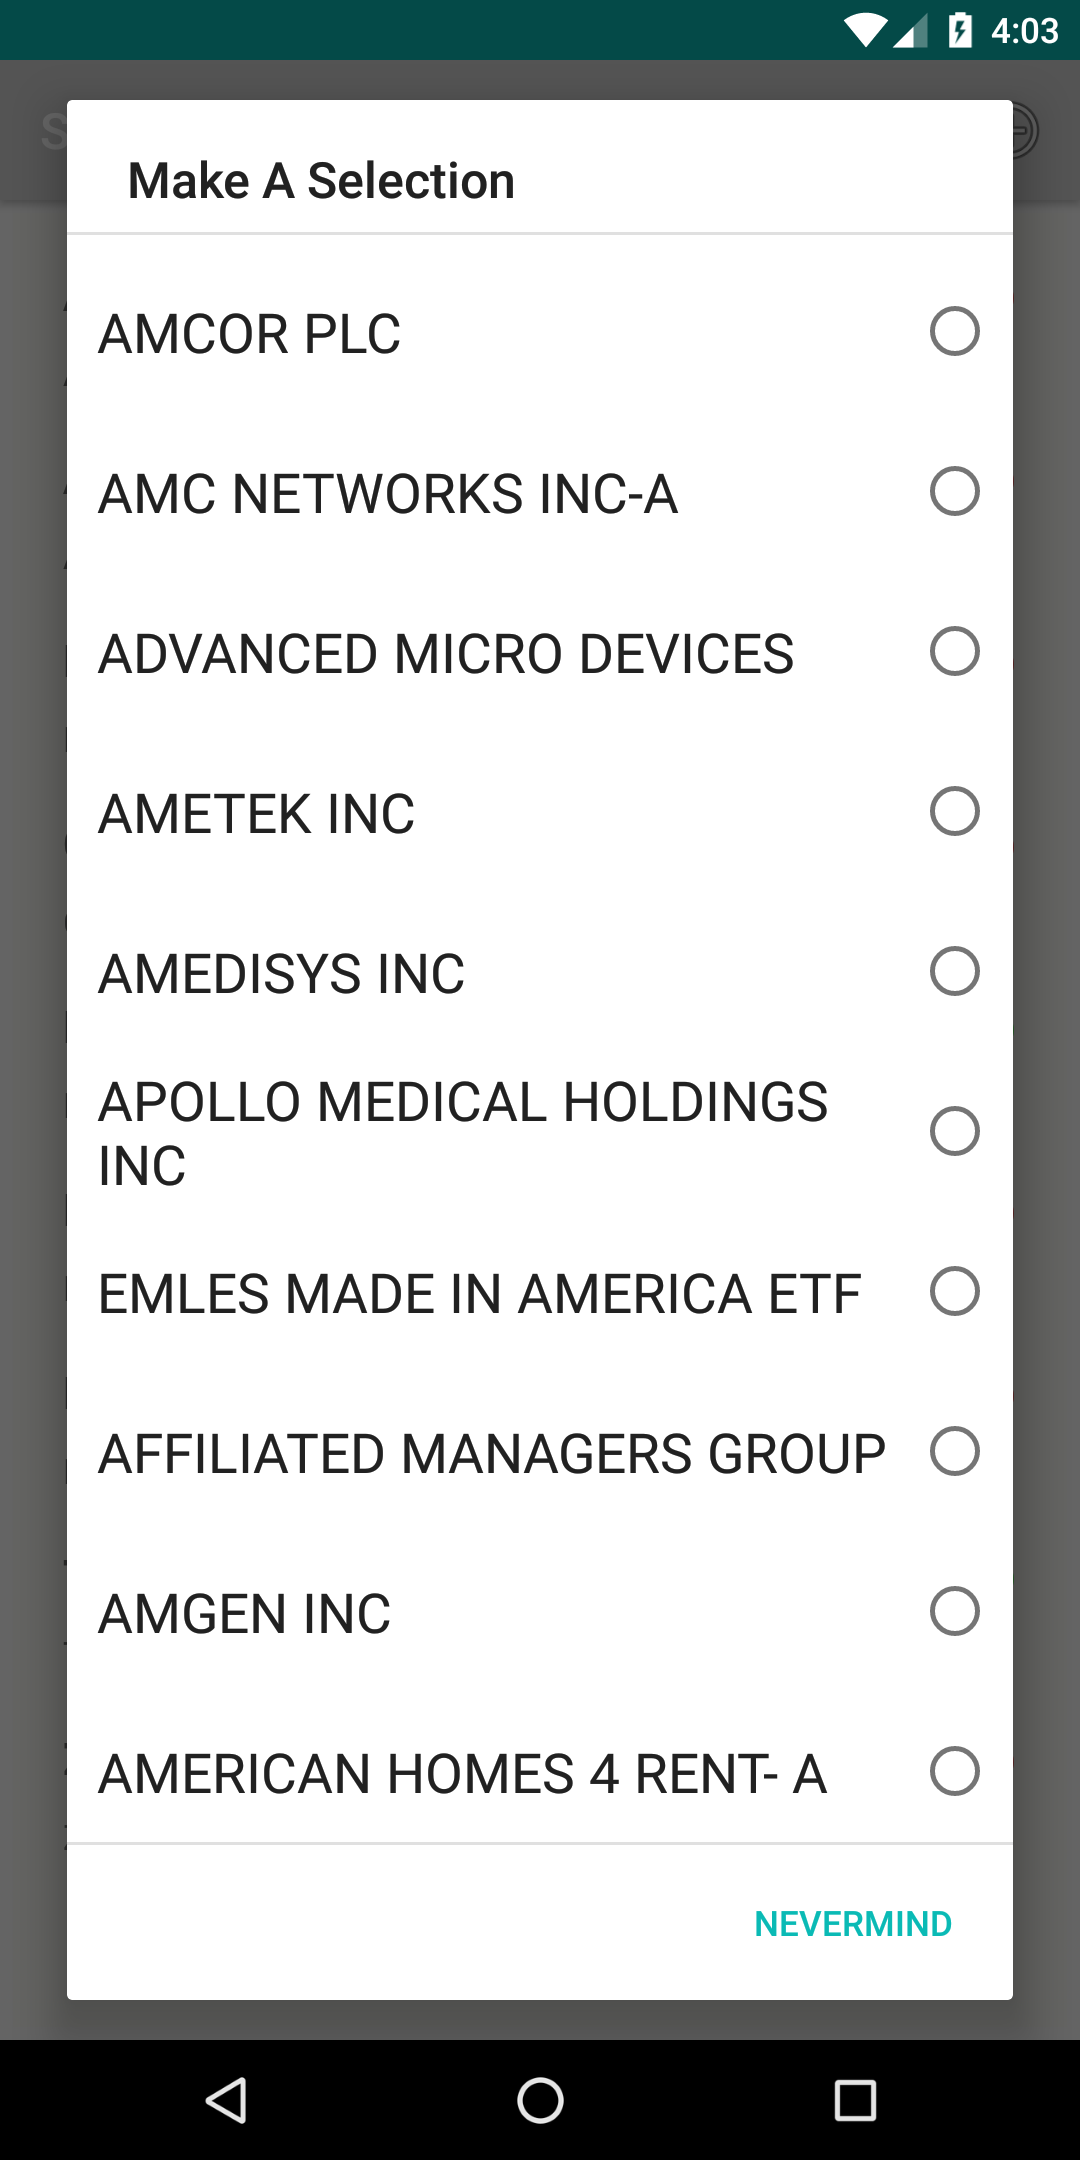 4:03
Make A Selection
AMCOR PLC
AMC NETWORKS INC-A
ADVANCED MICRO DEVICES
AMETEK INC
AMEDISYS INC
APOLLO MEDICAL HOLDINGS
INC
EMLES MADE IN AMERICA ETF
AFFILIATED MANAGERS GROUP
AMGEN INC
AMERICAN HOMES 4 RENT- A
NEVERMIND